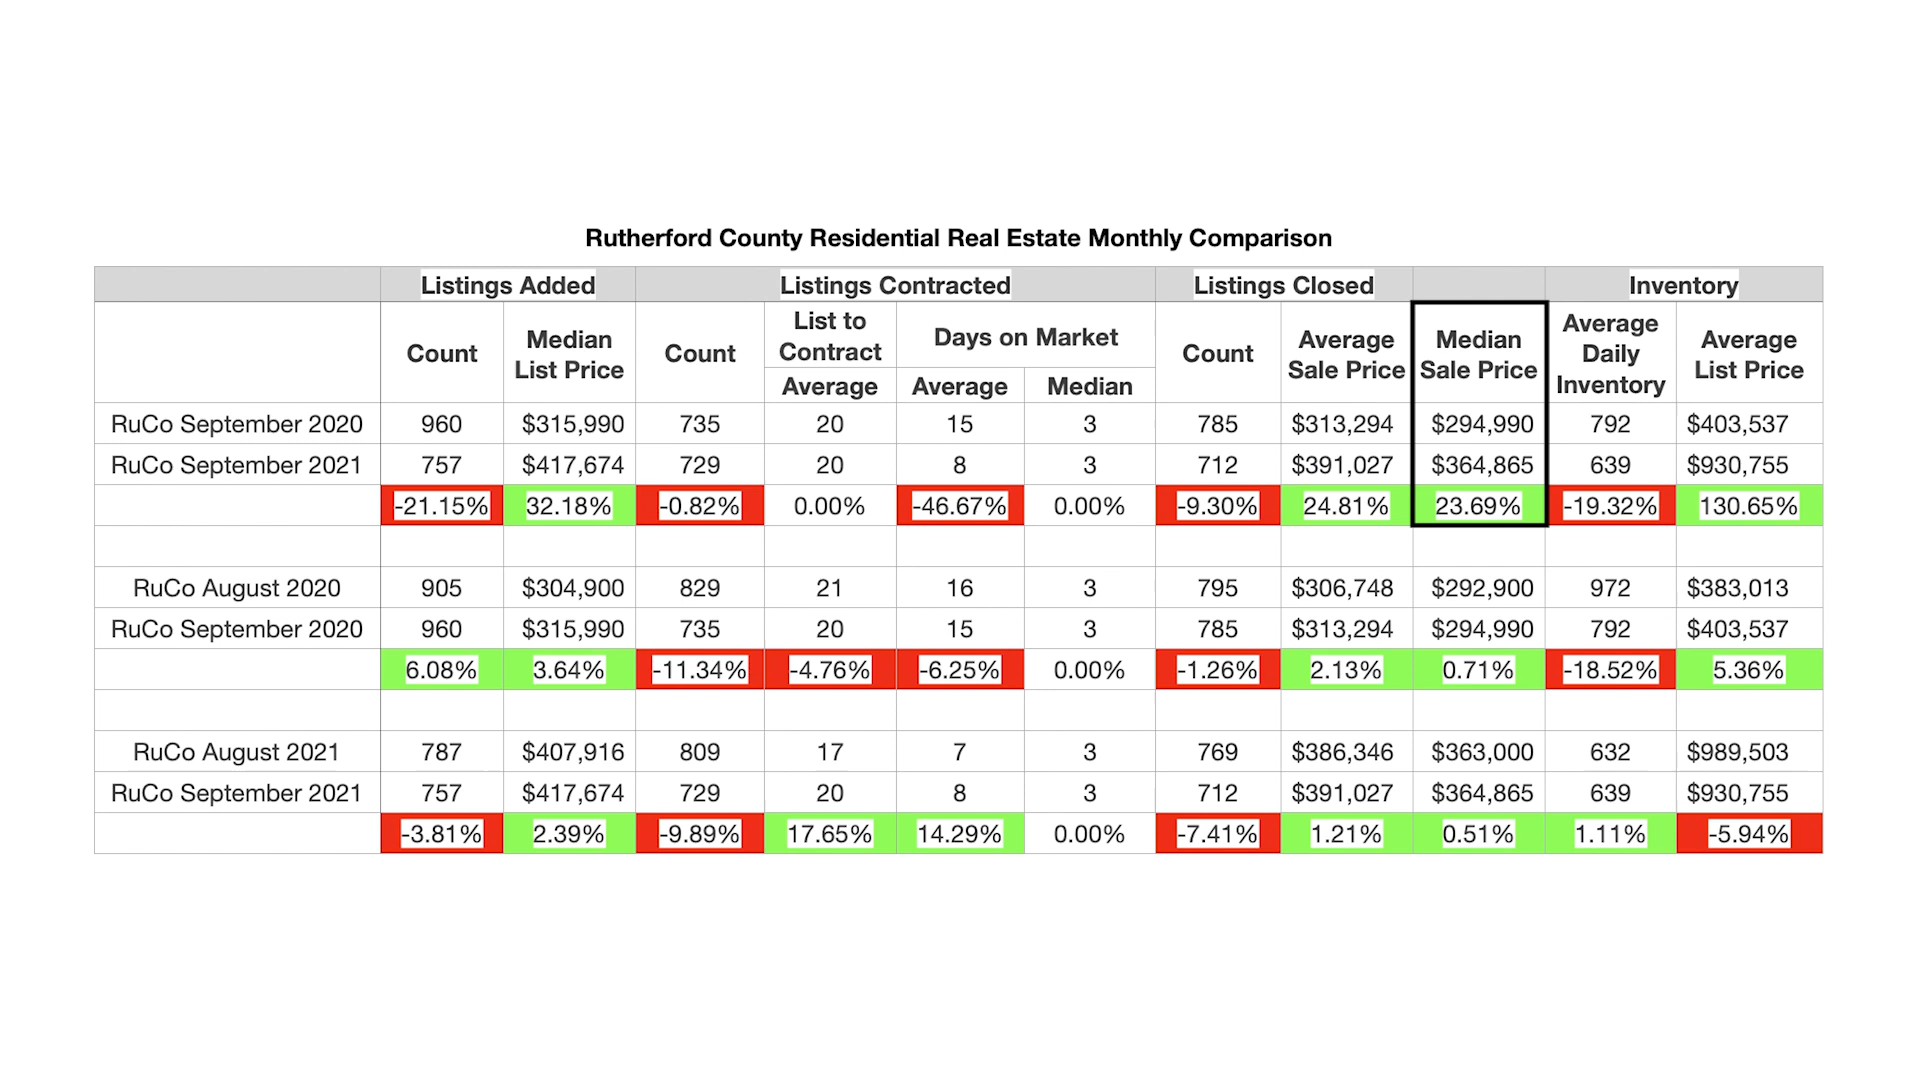 Rutherford County Residential Real Estate Monthly Comparison
Listings Added Listings Contracted Listings Closed Inventory
Count Median List Price Count List to Contract Days on Market Count Average Sale Price Median Sale Price Average Daily Inventory Average List Price
Average Average Median
RuCo September 2020 960 $315,990 735 20 15 3 785 $313,294 $294,990 792 $403,537
RuCo September 2021 757 $417,674 729 20 8 3 712 $391,027 $364,865 639 $930,755
-21.15% 32.18% -0.82% 0.00% -46.67% 0.00% -9.30% 24.81% 23.69% -19.32% 130.65%
RuCo August 2020 905 $304,900 829 21 16 3 795 $306,748 $292,900 972 $383,013
RuCo September 2020 960 $315,990 735 20 15 3 785 $313,294 $294,990 792 $403,537
6.08% 3.64% -11.34% -4.76% -6.25% 0.00% -1.26% 2.13% 0.71% -18.52% 5.36%
RuCo August 2021 787 $407,916 809 17 7 3 769 $386,346 $363,000 632 $989,503
RuCo September 2021 757 $417,674 729 20 8 3 712 $391,027 $364,865 639 $930,755
-3.81% 2.39% -9.89% 17.65% 14.29% 0.00% -7.41% 1.21% 0.51% 1.11% -5.94%